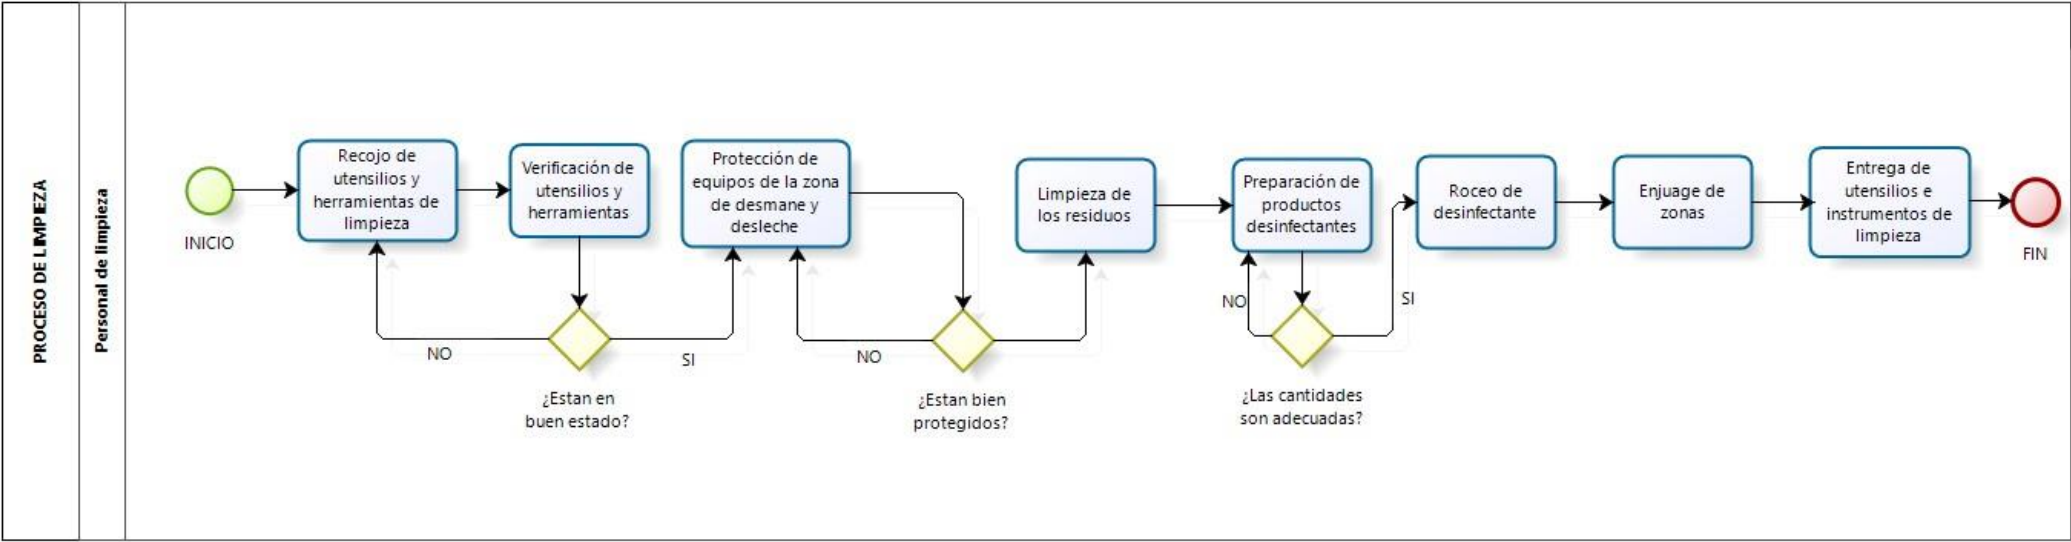 PROCESO DE LIMPIEZA
Personal de limpieza
INICIO
Recojo de
utensilios y
herramientas de
limpieza
Verificación de
utensilios y
herramientas
NO
SI
¿Estan en
buen estado?
Protección de
equipos de la zona
de desmane y
desleche
NO
¿Estan bien
protegidos?
Limpieza de
los residuos
Preparación de
productos
desinfectantes
NO
SI
¿Las cantidades
son adecuadas?
Roceo de
desinfectante
Enjuage de
zonas
Entrega de
utensilios e
instrumentos de
limpieza
FIN